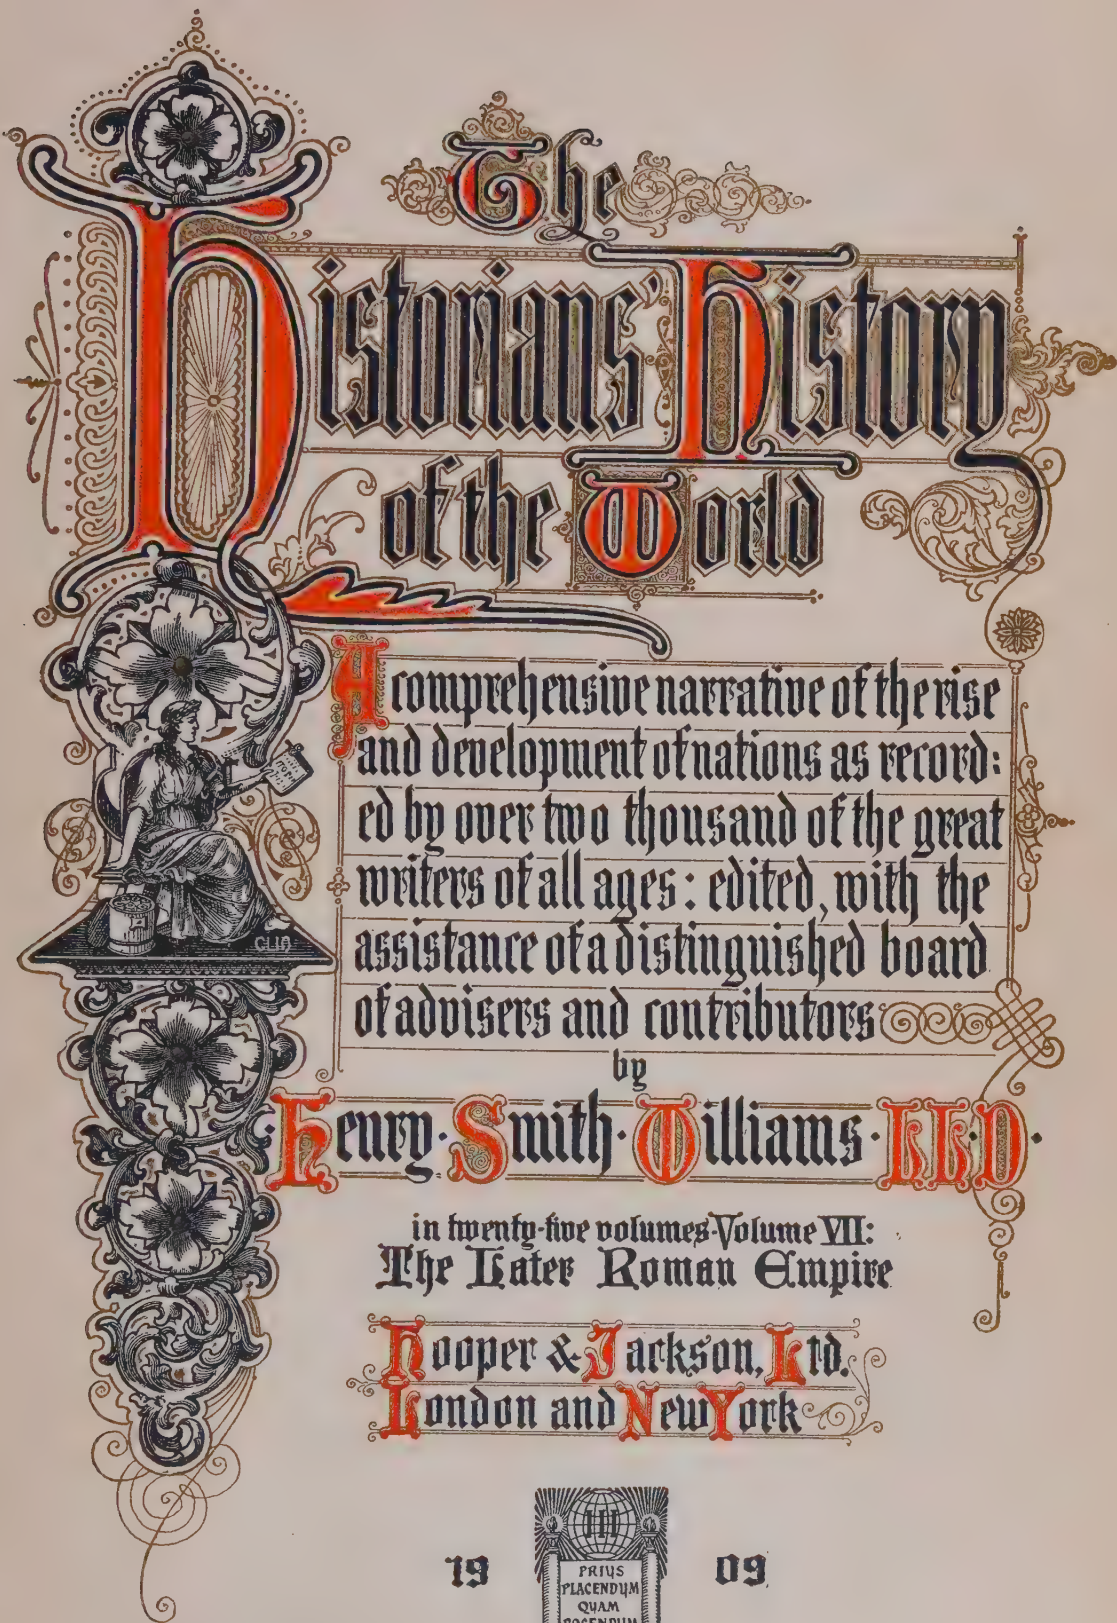 The
Historians' History
of the World
A comprehensive narrative of the rise
and development of nations as record:
ed by over two thousand of the great
writers of all ages: edited, with the
assistance of a distinguished board
of advisers and contributors
by
Henry · Smith · Williams · LL·D·
in twenty-five volumes·Volume VII:
The Later Roman Empire
Hooper & Jackson, Ltd.
London and New York
CLIO
19 09
PRIUS
PLACENDUM
QUAM
DOCENDUM